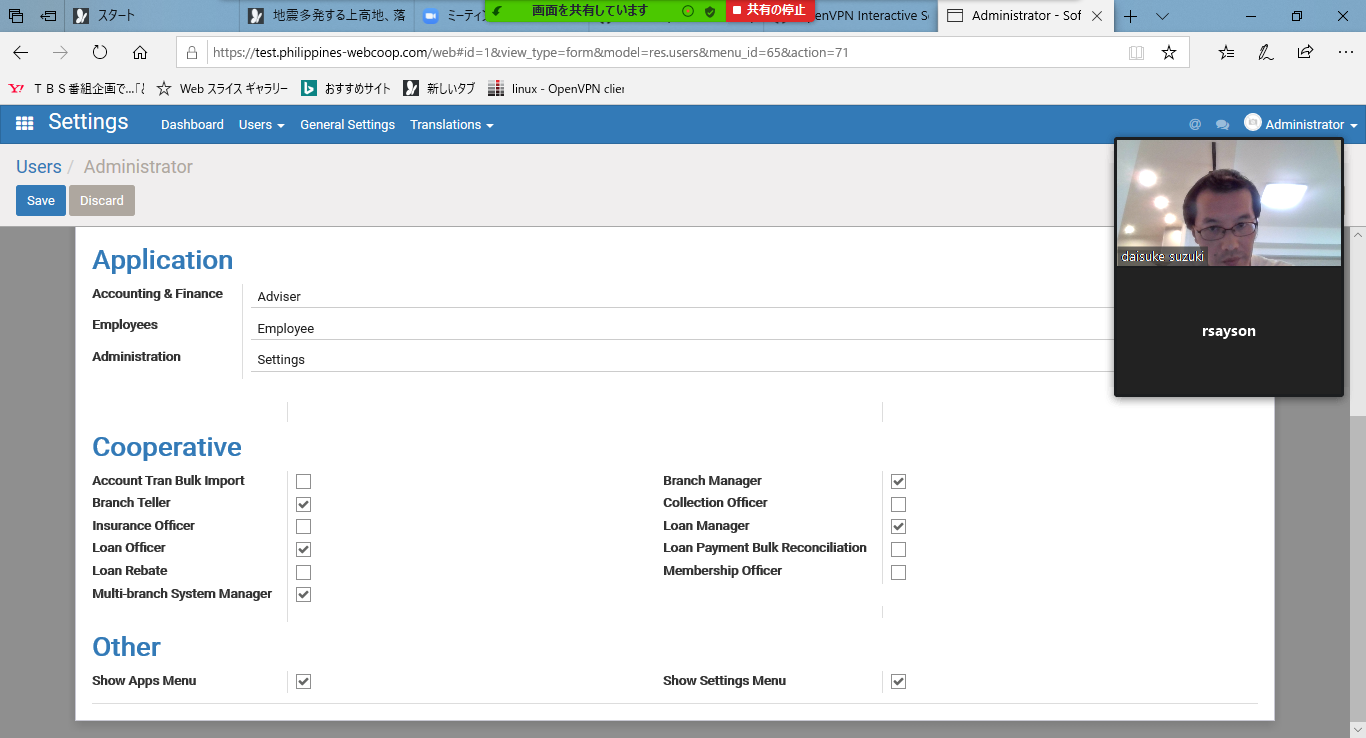 スタート
地震多発する上高地、落
ミーティン
画面を共有しています
共有の停止
OpenVPN Interactive Se
Administrator - Sof
https://test.philippines-webcoop.com/web#id=1&view_type=form&model=res.users&menu_id=65&action=71
ＴＢＳ番組企画で…「
Web スライス ギャラリー
おすすめサイト
新しいタブ
linux - OpenVPN clier
Settings
Dashboard
Users
General Settings
Translations
@
Administrator
Users / Administrator
Save
Discard
daisuke suzuki
rsayson
Application
Accounting & Finance
Adviser
Employees
Employee
Administration
Settings
Cooperative
Account Tran Bulk Import
Branch Manager
Branch Teller
Collection Officer
Insurance Officer
Loan Manager
Loan Officer
Loan Payment Bulk Reconciliation
Loan Rebate
Membership Officer
Multi-branch System Manager
Other
Show Apps Menu
Show Settings Menu